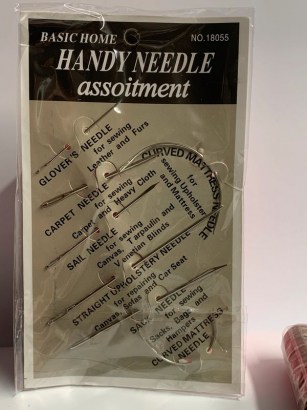 BASIC HOME
NO.18055
HANDY NEEDLE
assoitment
GLOVER'S NEEDLE
for sewing
Leather and Furs
CURVED MATTRESS NEEDLE
for
sewing Upholster
and Mattress
CARPET NEEDLE
for sewing
Carpet and Heavy Cloth
SAIL NEEDLE
for sewing
Canvas, Tarpaulin and
Venetian Blinds
STRAIGHT UPHOLSTERY NEEDLE
for repairing
Canvas, and Car Seat
SACK NEEDLE
for sewing
Sacks, Bags and
Hampers
CURVED MATTRESS
NEEDLE